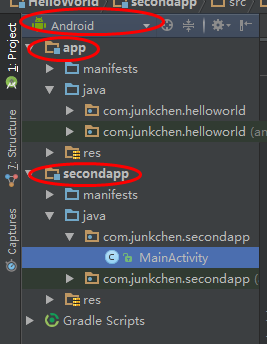 HelloWorld secondapp src
Android
app
manifests
java
com.junkchen.helloworld
com.junkchen.helloworld (an
res
secondapp
manifests
java
com.junkchen.secondapp
MainActivity
com.junkchen.secondapp (
res
Gradle Scripts
1: Project
7: Structure
Captures